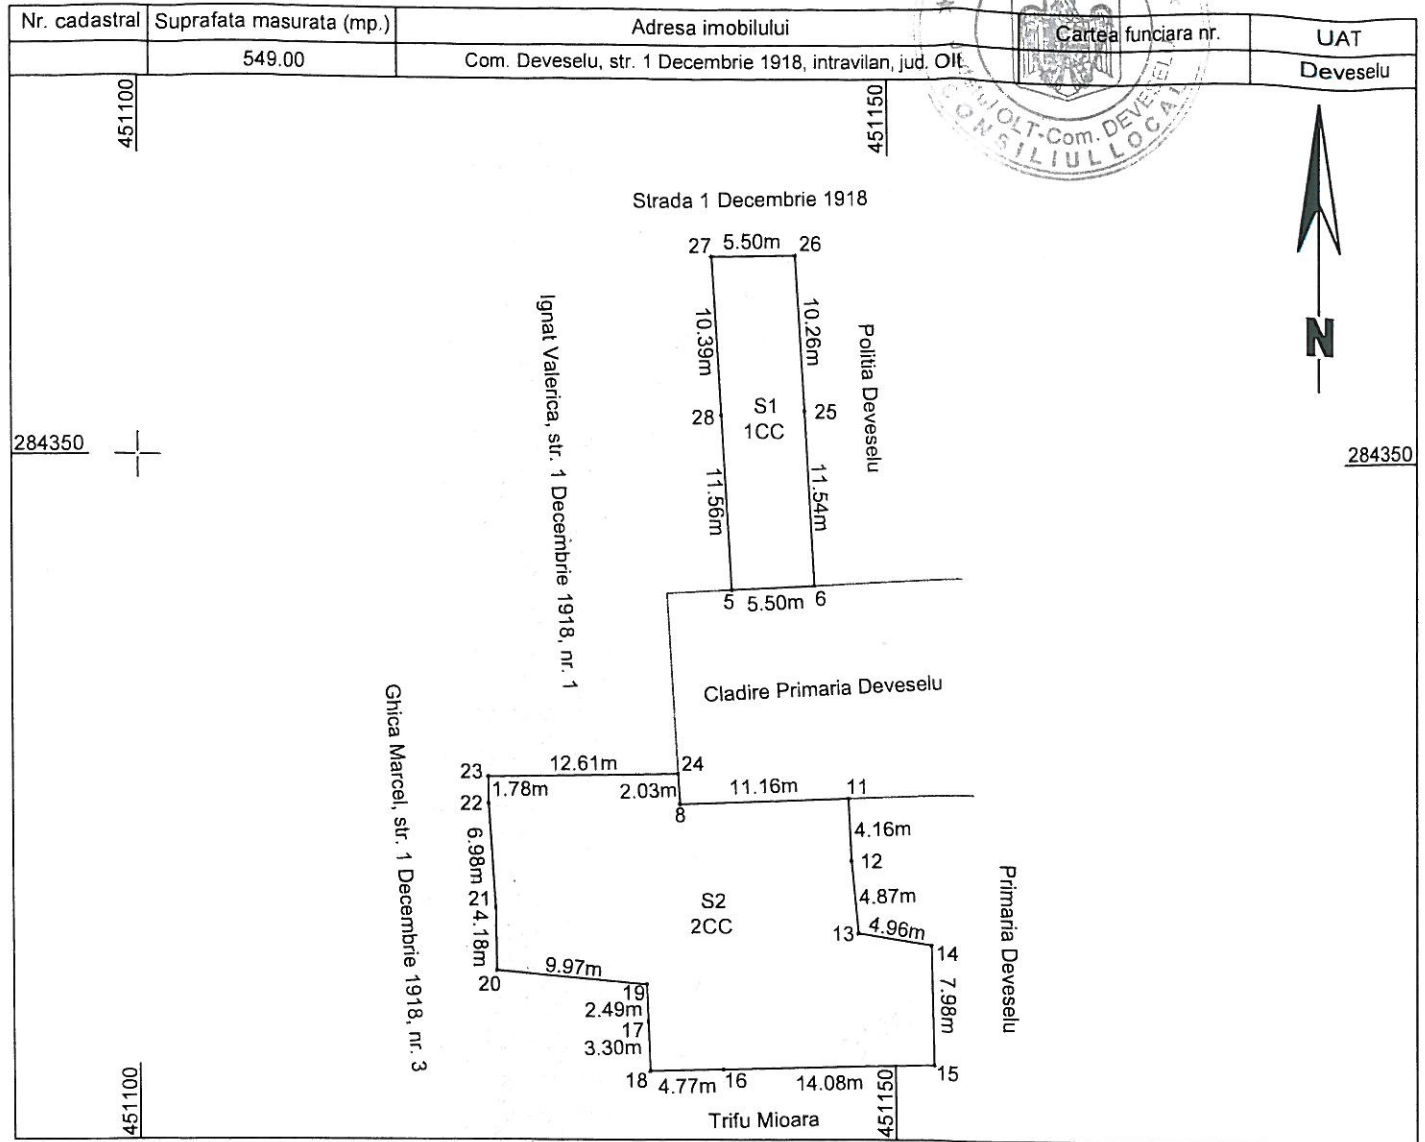 Nr. cadastral Suprafata masurata (mp.) Adresa imobilului Cartea funciara nr. UAT
549.00 Com. Deveselu, str. 1 Decembrie 1918, intravilan, jud. Olt Deveselu
451100
451150
OLT-Com. DEVESEL
CONSILIUL LOCAL
Strada 1 Decembrie 1918
27 5.50m 26
Ignat Valerica, str. 1 Decembrie 1918, nr. 1
10.39m
10.26m
Politia Deveselu
N
28
S1
1CC
25
284350
284350
11.56m
11.54m
5 5.50m 6
Cladire Primaria Deveselu
Ghica Marcel, str. 1 Decembrie 1918, nr. 3
23 12.61m 24
22 1.78m 2.03m 11.16m 11
8
6.98m
4.16m
12
21
4.87m
S2
2CC
4.18m
13 4.96m
14
Primaria Deveselu
20 9.97m
19
7.98m
2.49m
17
3.30m
18 4.77m 16 14.08m 15
451100
451150
Trifu Mioara